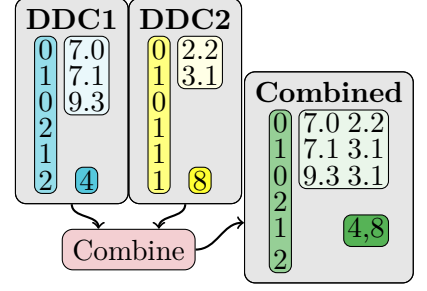 DDC1
0 7.0
1 7.1
0 9.3
2
1
2 4
DDC2
0 2.2
1 3.1
0
1
1
1 8
Combined
0 7.0 2.2
1 7.1 3.1
0 9.3 3.1
2
1 4,8
2
Combine